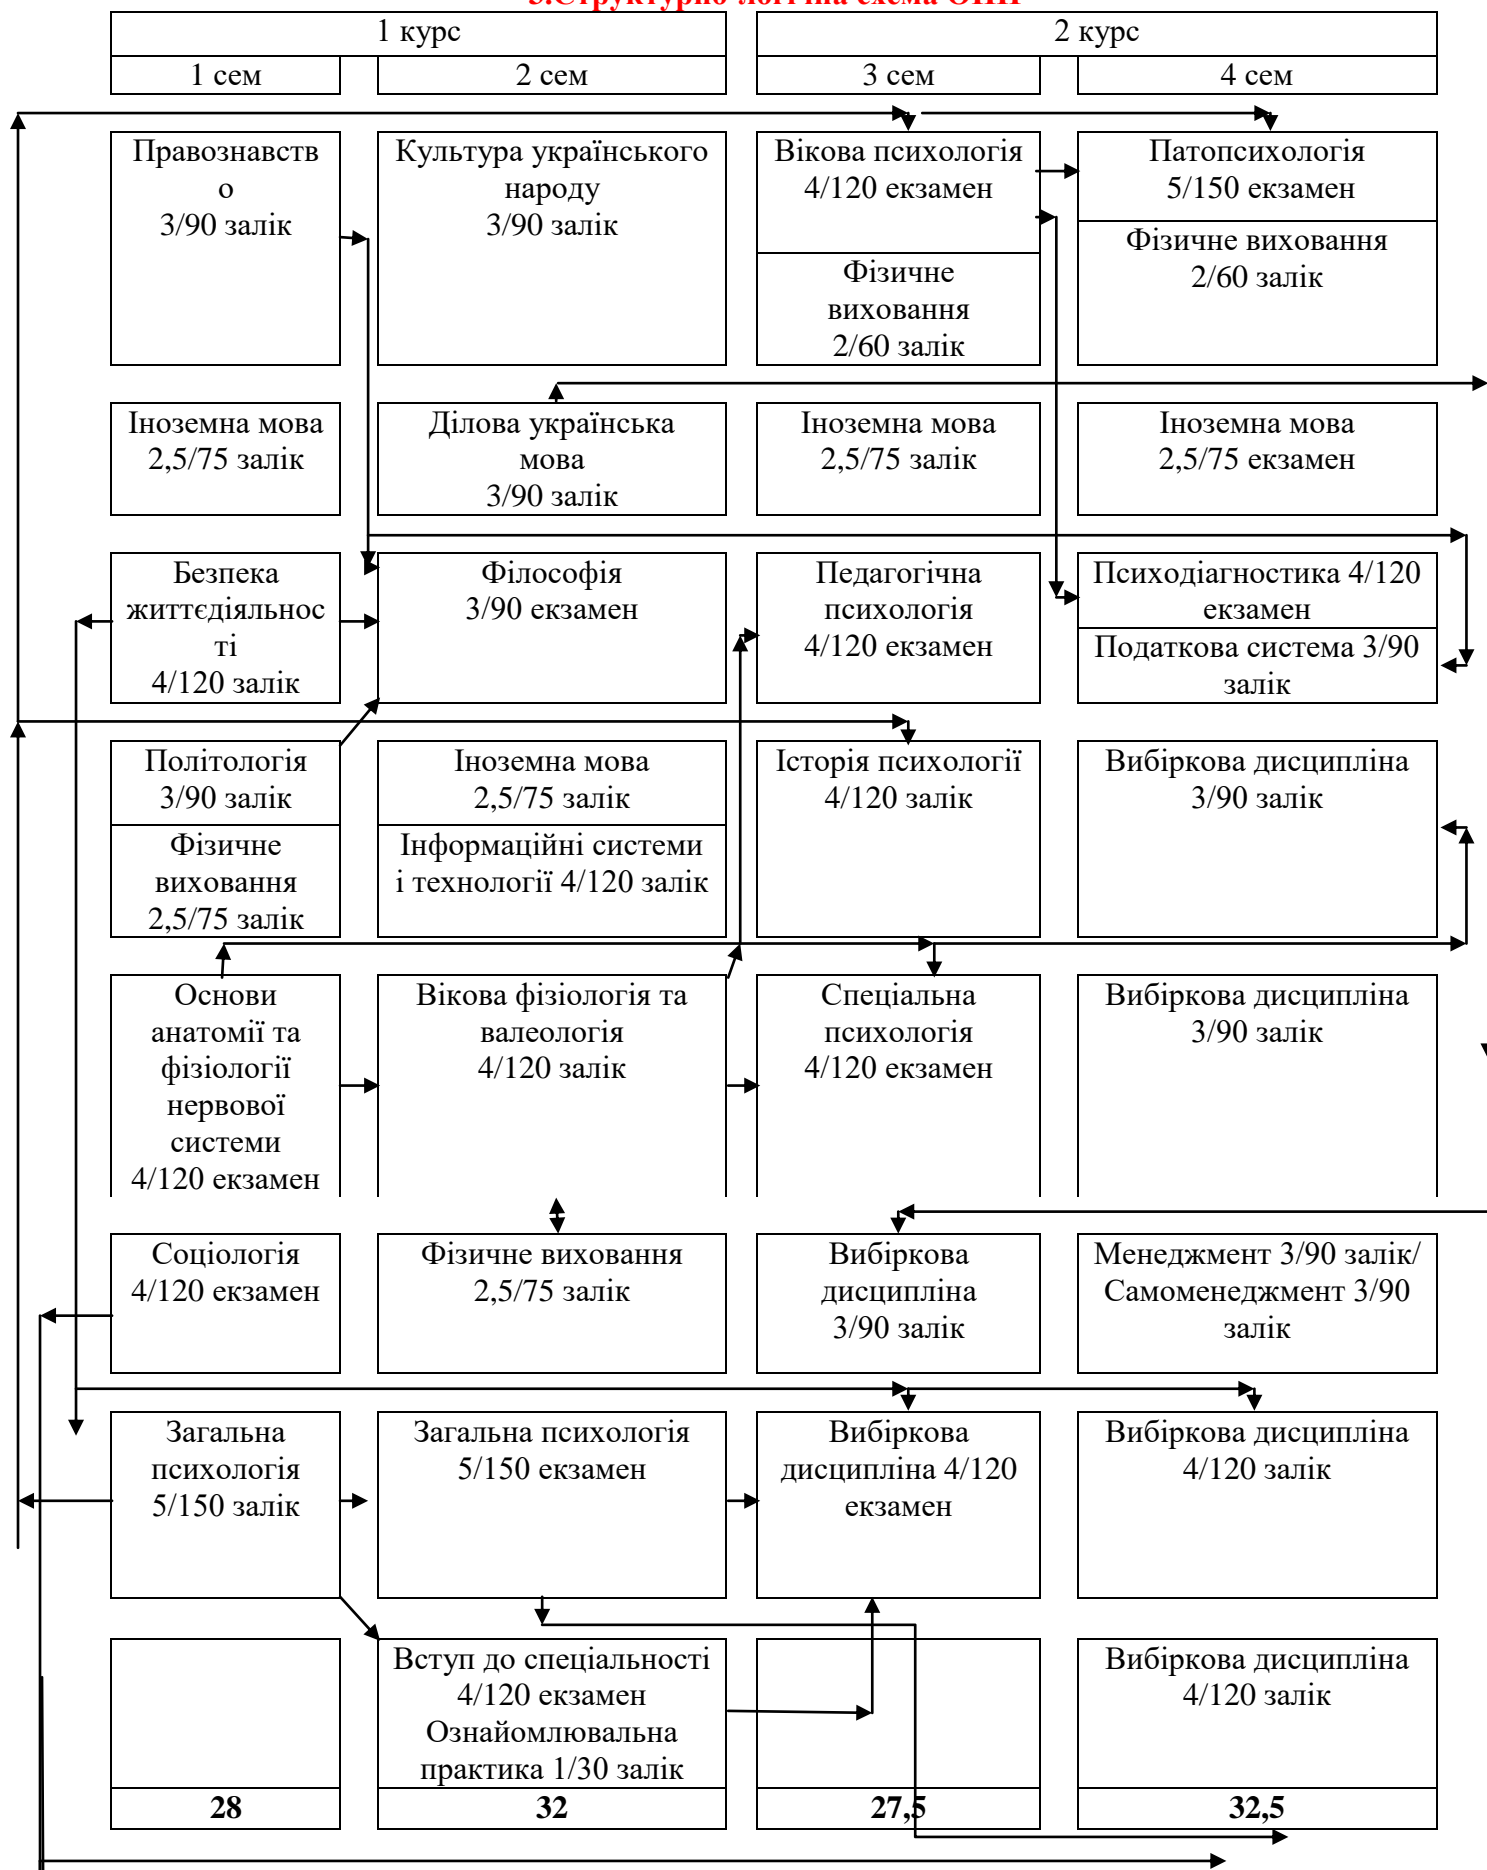 3.Структурно-логічна схема ОПП
1 курс
2 курс
1 сем
2 сем
3 сем
4 сем
Правознавств
о
3/90 залік
Культура українського
народу
3/90 залік
Вікова психологія
4/120 екзамен
Фізичне
виховання
2/60 залік
Патопсихологія
5/150 екзамен
Фізичне виховання
2/60 залік
Іноземна мова
2,5/75 залік
Ділова українська
мова
3/90 залік
Іноземна мова
2,5/75 залік
Іноземна мова
2,5/75 екзамен
Безпека
життєдіяльнос
ті
4/120 залік
Філософія
3/90 екзамен
Педагогічна
психологія
4/120 екзамен
Психодіагностика 4/120
екзамен
Податкова система 3/90
залік
Політологія
3/90 залік
Фізичне
виховання
2,5/75 залік
Іноземна мова
2,5/75 залік
Інформаційні системи
і технології 4/120 залік
Історія психології
4/120 залік
Вибіркова дисципліна
3/90 залік
Основи
анатомії та
фізіології
нервової
системи
4/120 екзамен
Вікова фізіологія та
валеологія
4/120 залік
Спеціальна
психологія
4/120 екзамен
Вибіркова дисципліна
3/90 залік
Соціологія
4/120 екзамен
Фізичне виховання
2,5/75 залік
Вибіркова
дисципліна
3/90 залік
Менеджмент 3/90 залік/
Самоменеджмент 3/90
залік
Загальна
психологія
5/150 залік
Загальна психологія
5/150 екзамен
Вибіркова
дисципліна 4/120
екзамен
Вибіркова дисципліна
4/120 залік
Вступ до спеціальності
4/120 екзамен
Ознайомлювальна
практика 1/30 залік
Вибіркова дисципліна
4/120 залік
28
32
27,5
32,5